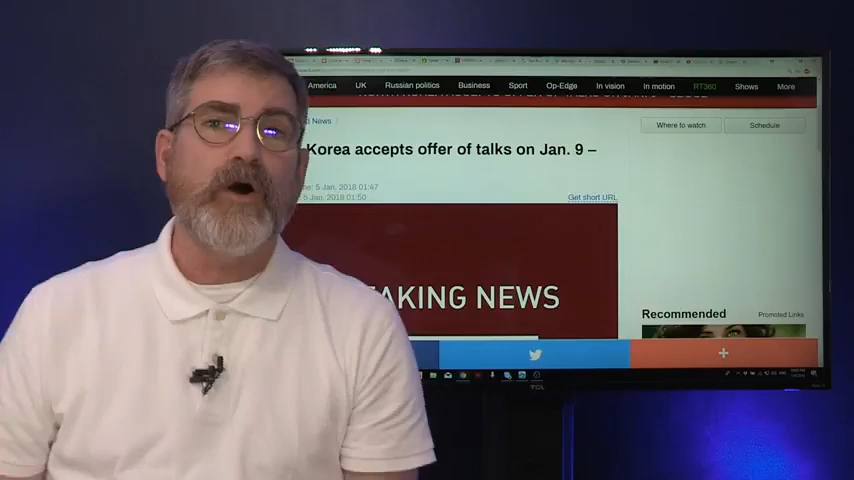 America UK Russian politics Business Sport Op-Edge In vision In motion RT360 Shows More
News /
Where to watch Schedule
Korea accepts offer of talks on Jan. 9 –
5 Jan, 2018 01:47
5 Jan, 2018 01:50
Get short URL
AKING NEWS
Recommended Promoted Links
+
TCL